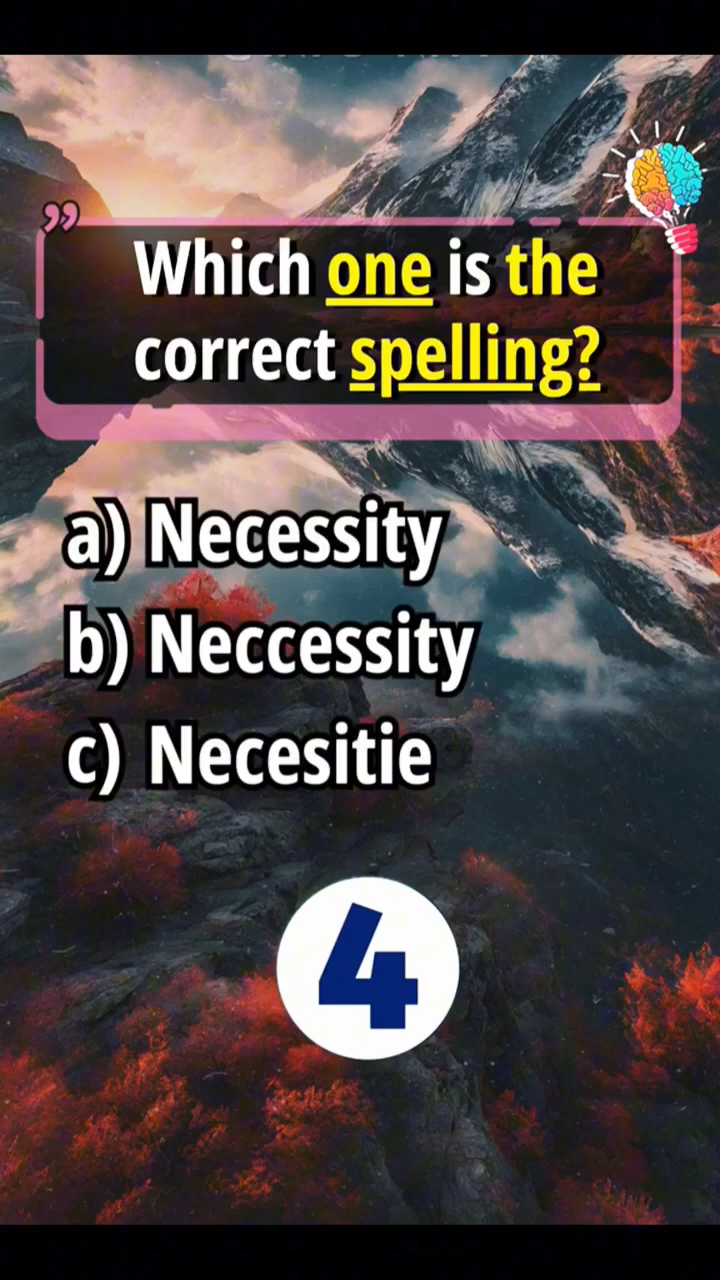 Which one is the
correct spelling?
a) Necessity
b) Neccessity
c) Necesitie
4